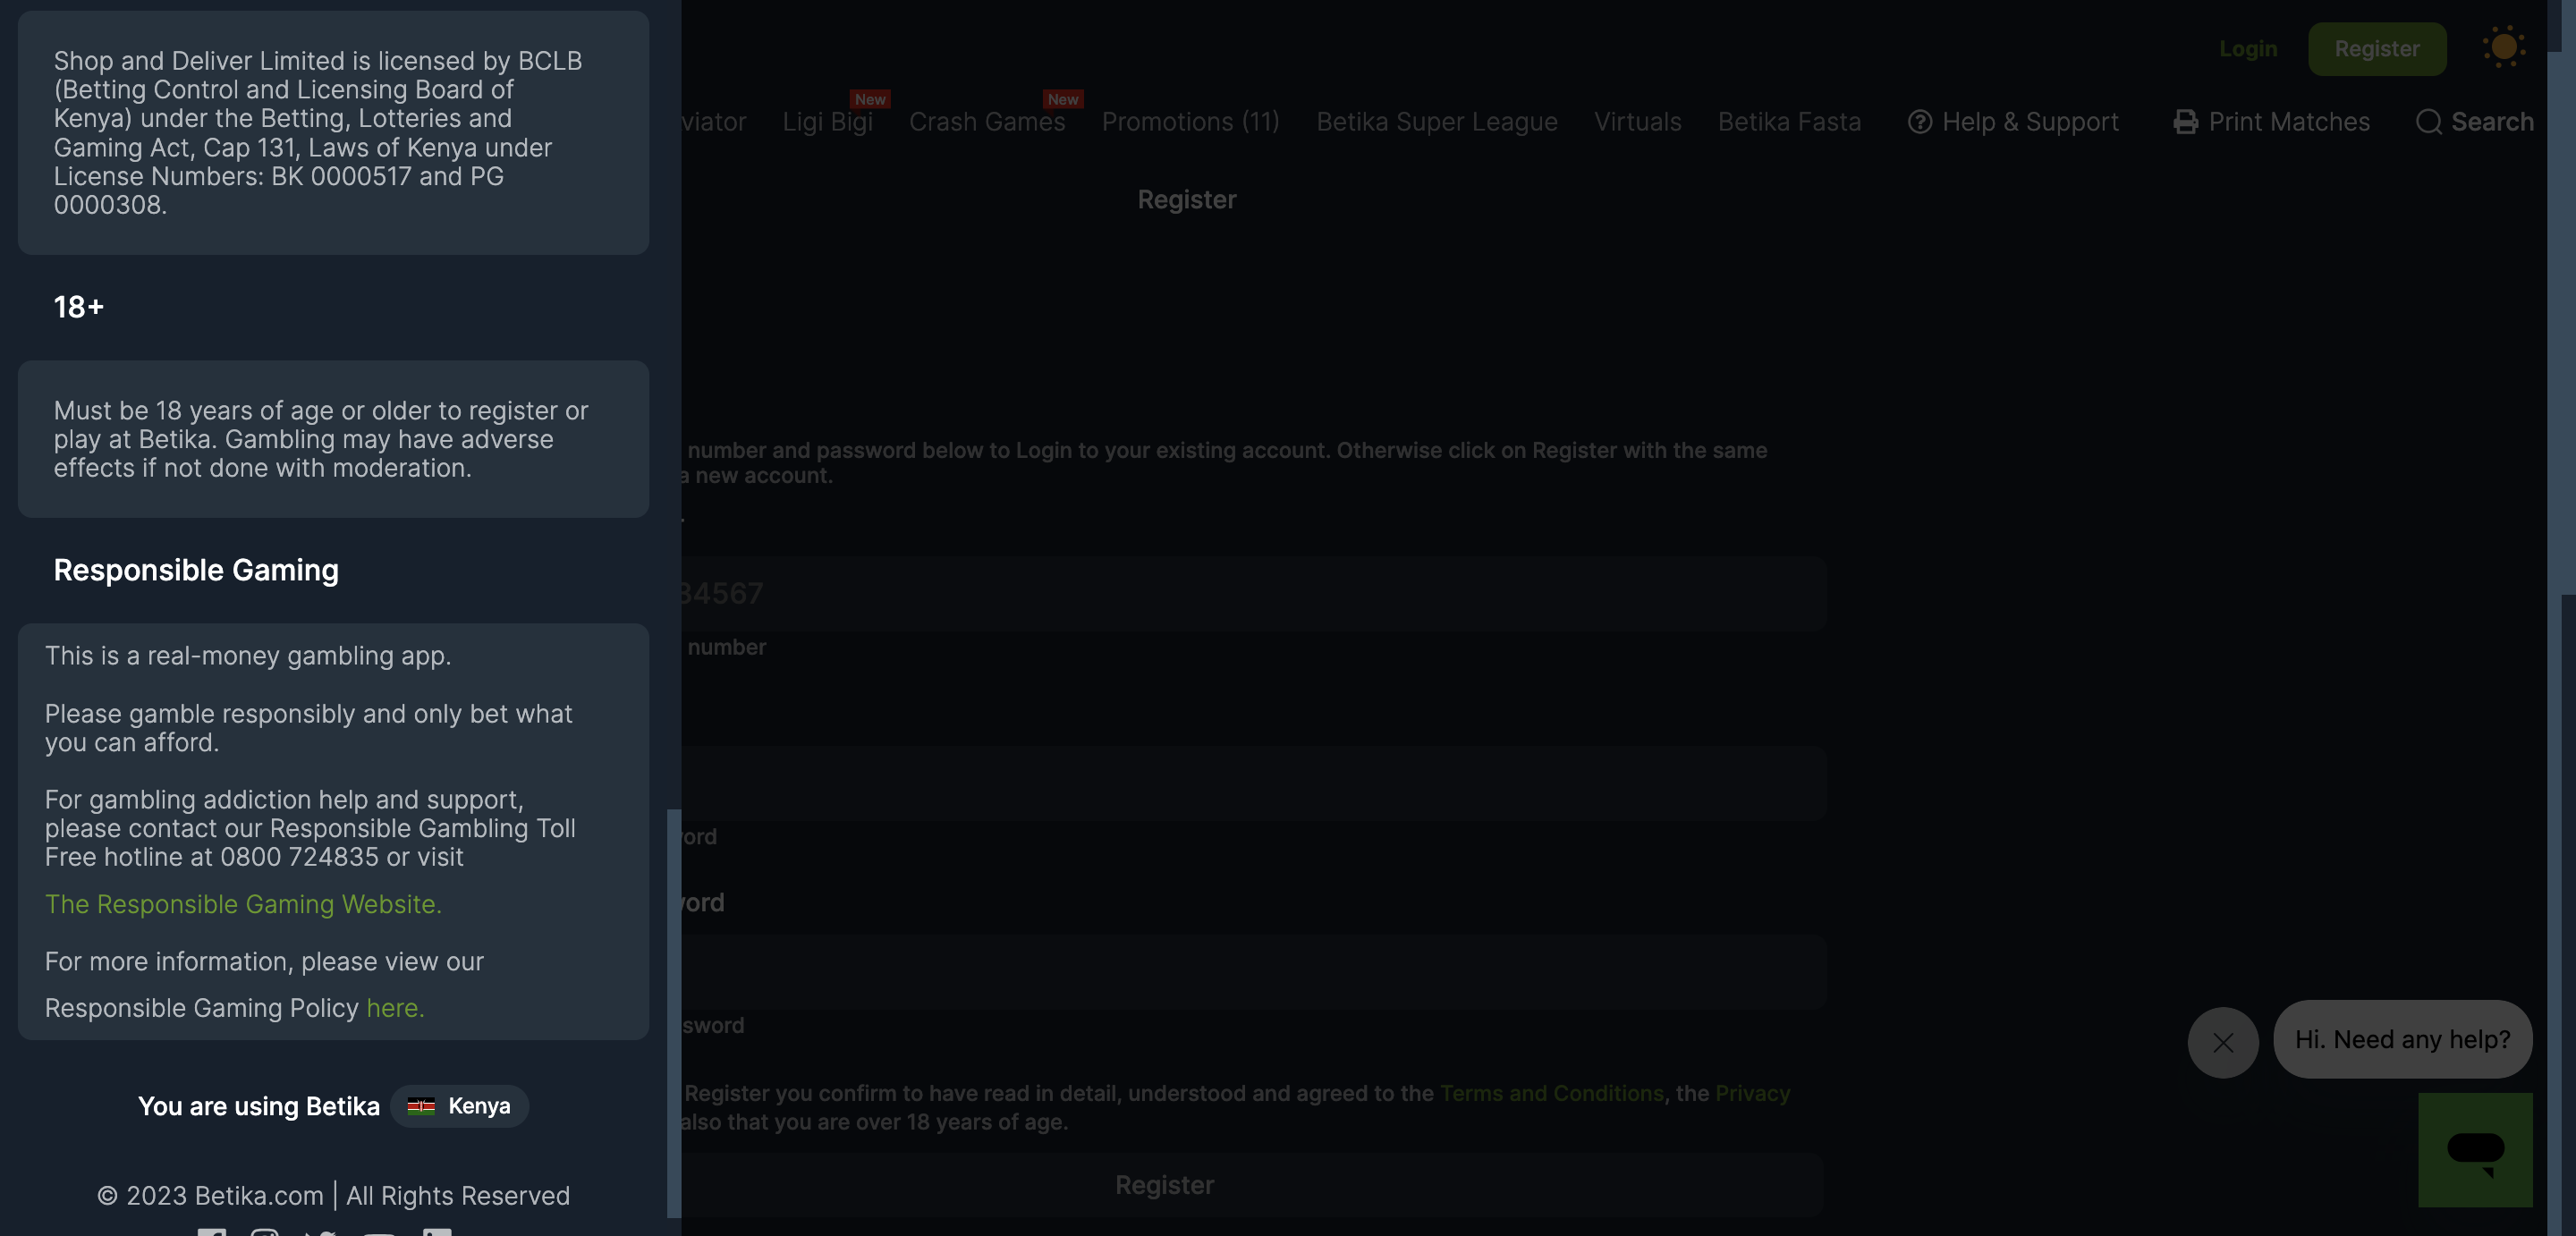 Shop and Deliver Limited is licensed by BCLB
(Betting Control and Licensing Board of
Kenya) under the Betting, Lotteries and
Gaming Act, Cap 131, Laws of Kenya under
License Numbers: BK 0000517 and PG
0000308.
18+
Must be 18 years of age or older to register or
play at Betika. Gambling may have adverse
effects if not done with moderation.
Responsible Gaming
This is a real-money gambling app.
Please gamble responsibly and only bet what
you can afford.
For gambling addiction help and support,
please contact our Responsible Gambling Toll
Free hotline at 0800 724835 or visit
The Responsible Gaming Website.
For more information, please view our
Responsible Gaming Policy here.
You are using Betika Kenya
© 2023 Betika.com | All Rights Reserved
Login Register
viator Ligi Bigi New Crash Games New Promotions (11) Betika Super League Virtuals Betika Fasta Help & Support Print Matches Search
Register
number and password below to Login to your existing account. Otherwise click on Register with the same
a new account.
34567
number
ord
word
sword
Register you confirm to have read in detail, understood and agreed to the Terms and Conditions, the Privacy
also that you are over 18 years of age.
Register
Hi. Need any help?